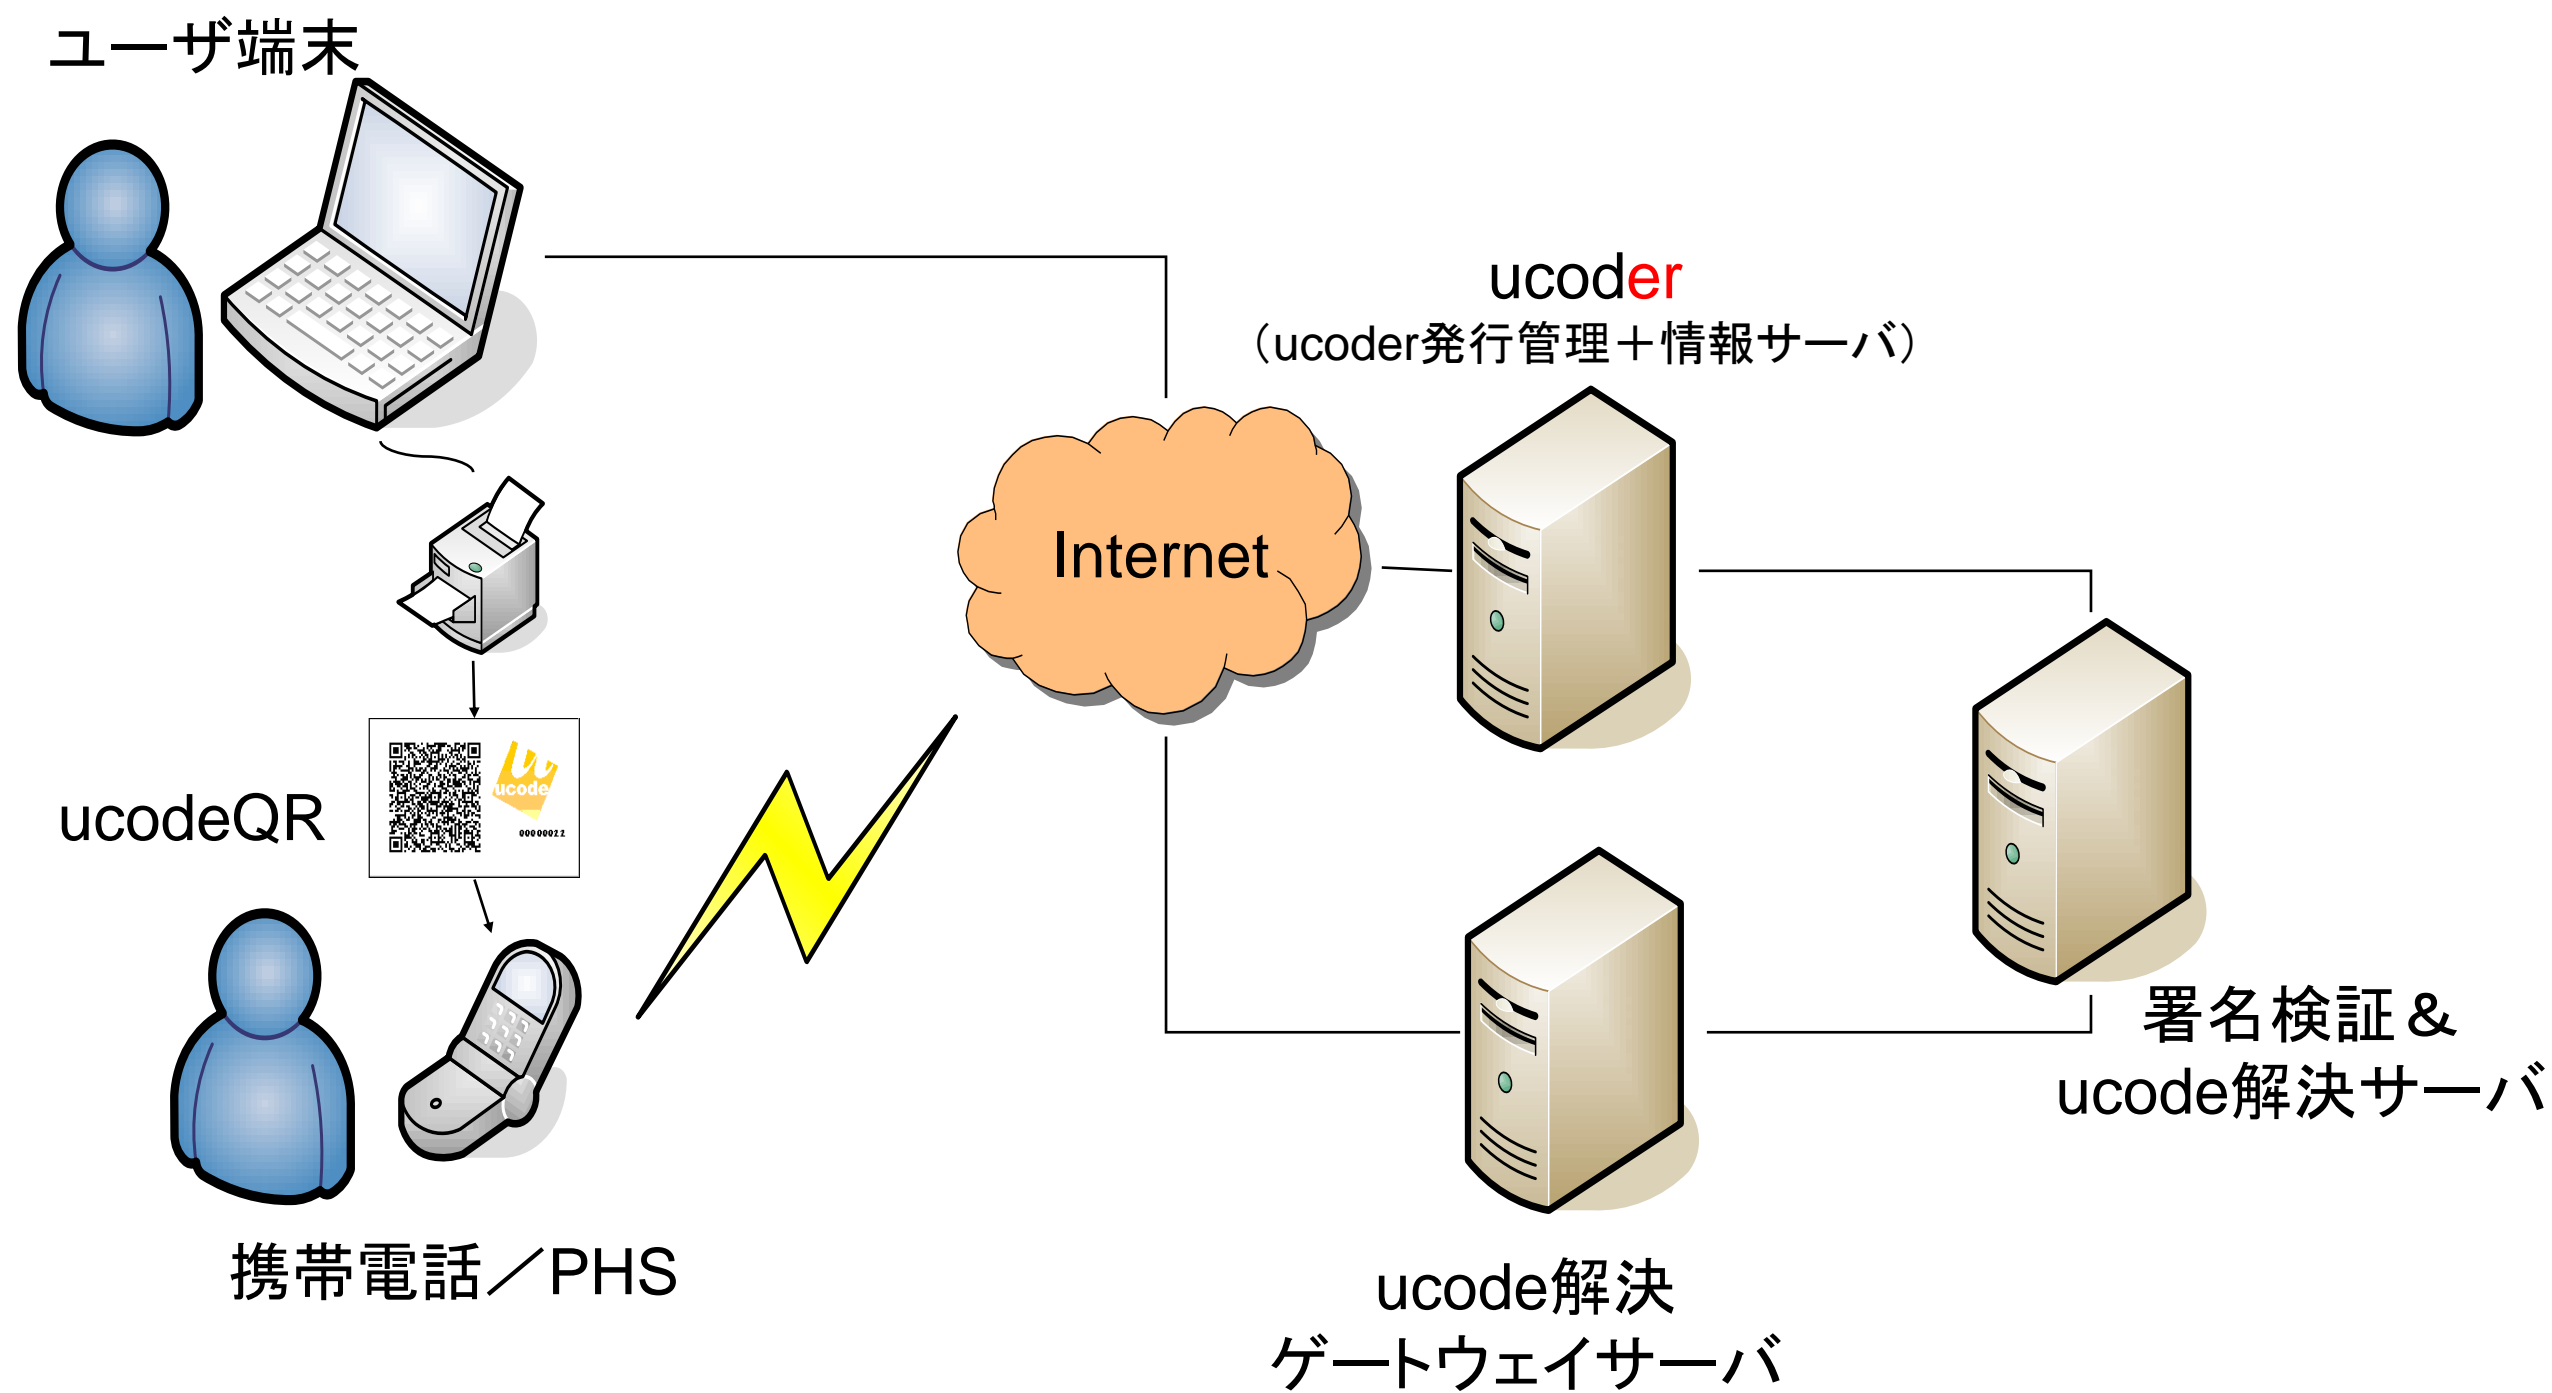 ユーザ端末
ucoder
（ucoder発行管理＋情報サーバ）
Internet
ucodeQR
ucode
00000022
署名検証＆
ucode解決サーバ
携帯電話／PHS
ucode解決
ゲートウェイサーバ